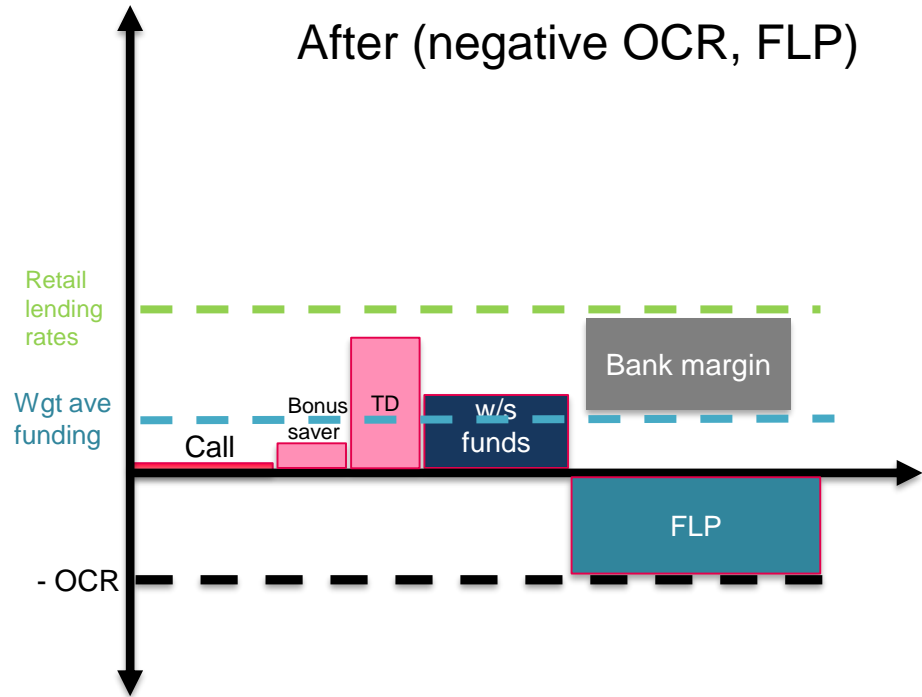 After (negative OCR, FLP)
Retail
lending
rates
Bank margin
Wgt ave
funding
Bonus
saver
TD
w/s
funds
Call
FLP
- OCR